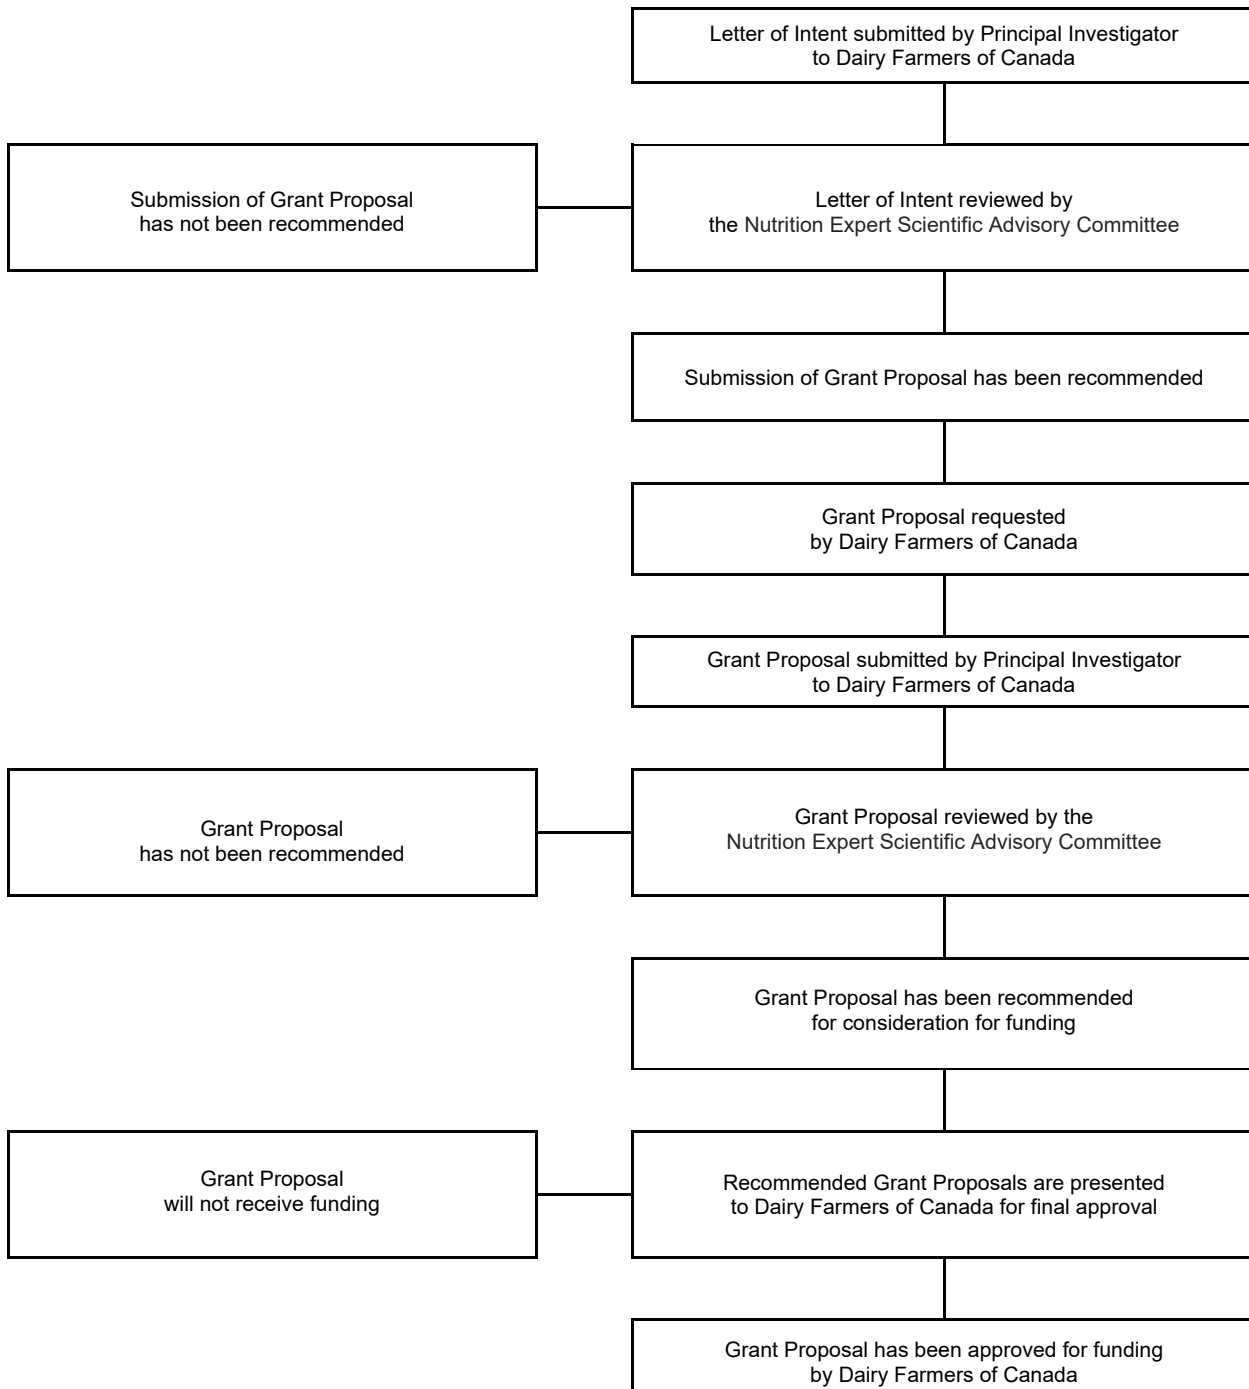 Letter of Intent submitted by Principal Investigator
to Dairy Farmers of Canada
Submission of Grant Proposal
has not been recommended
Letter of Intent reviewed by
the Nutrition Expert Scientific Advisory Committee
Submission of Grant Proposal has been recommended
Grant Proposal requested
by Dairy Farmers of Canada
Grant Proposal submitted by Principal Investigator
to Dairy Farmers of Canada
Grant Proposal
has not been recommended
Grant Proposal reviewed by the
Nutrition Expert Scientific Advisory Committee
Grant Proposal has been recommended
for consideration for funding
Grant Proposal
will not receive funding
Recommended Grant Proposals are presented
to Dairy Farmers of Canada for final approval
Grant Proposal has been approved for funding
by Dairy Farmers of Canada